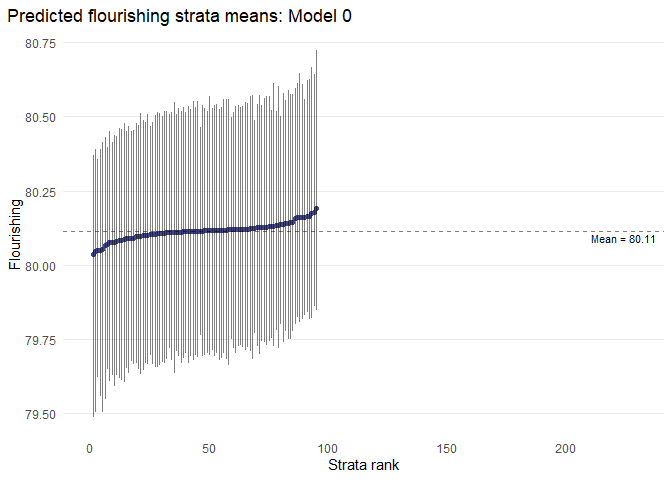 Predicted flourishing strata means: Model 0
80.75
80.50
80.25
80.00
79.75
79.50
Flourishing
Mean = 80.11
0 50 100 150 200
Strata rank